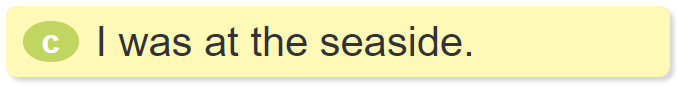 c I was at the seaside.